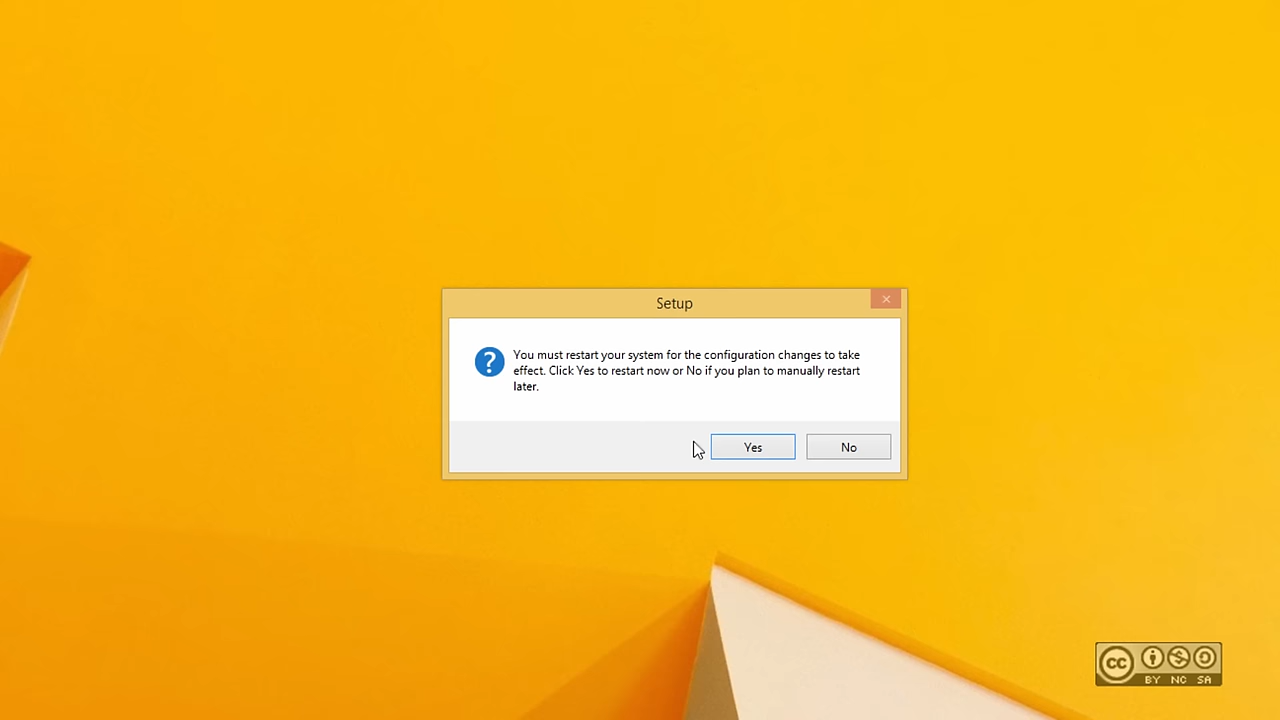 Setup
You must restart your system for the configuration changes to take
effect. Click Yes to restart now or No if you plan to manually restart
later.
Yes
No
cc
BY NC SA